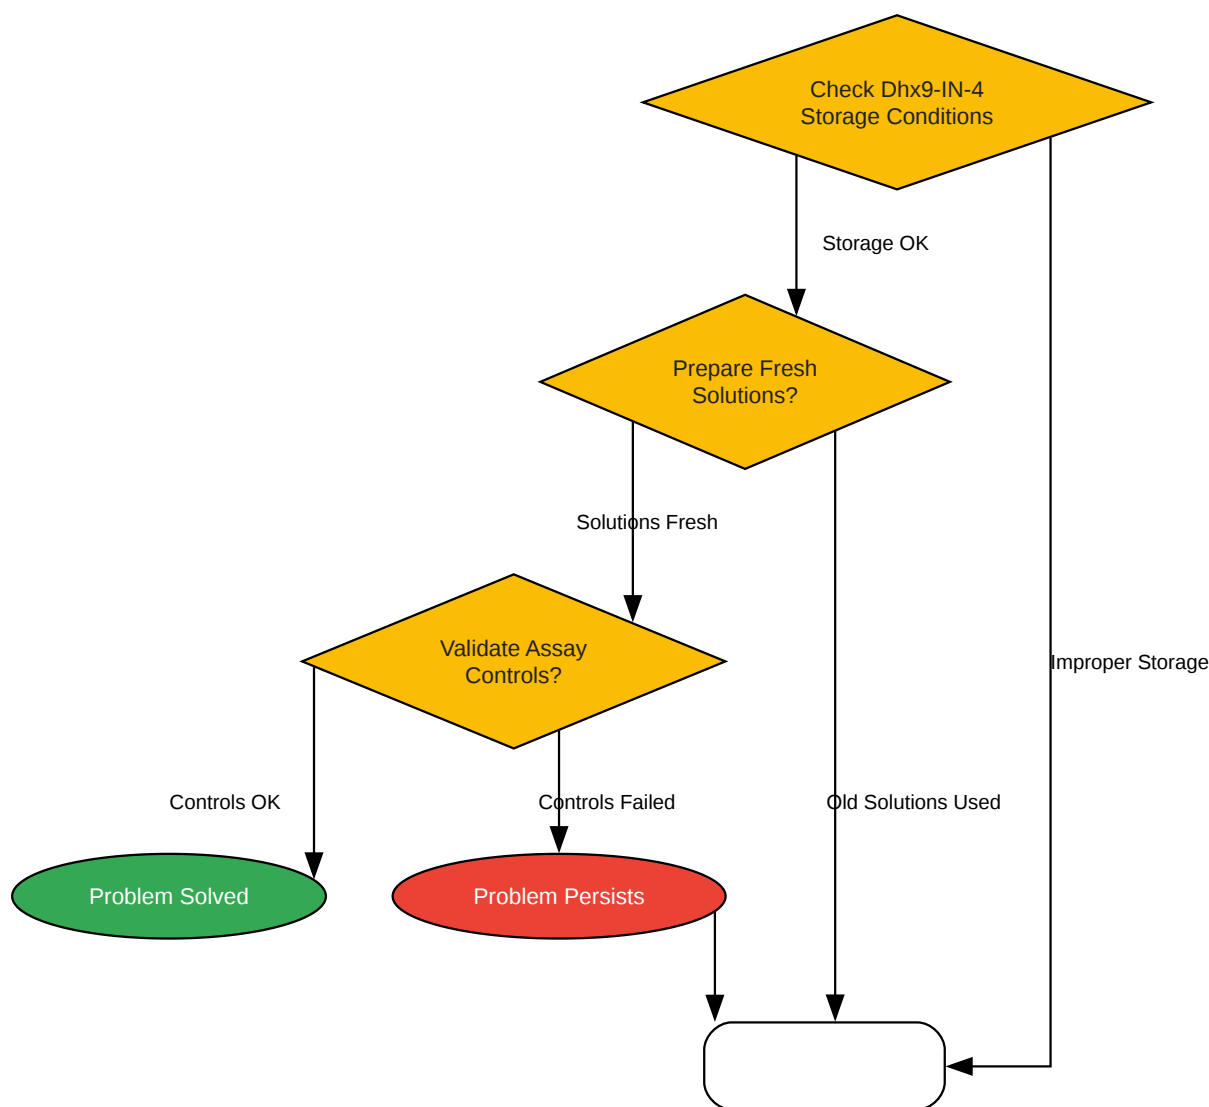 Check Dhx9-IN-4
Storage Conditions
Storage OK
Prepare Fresh
Solutions?
Solutions Fresh
Validate Assay
Controls?
Improper Storage
Controls OK
Controls Failed
Old Solutions Used
Problem Solved
Problem Persists